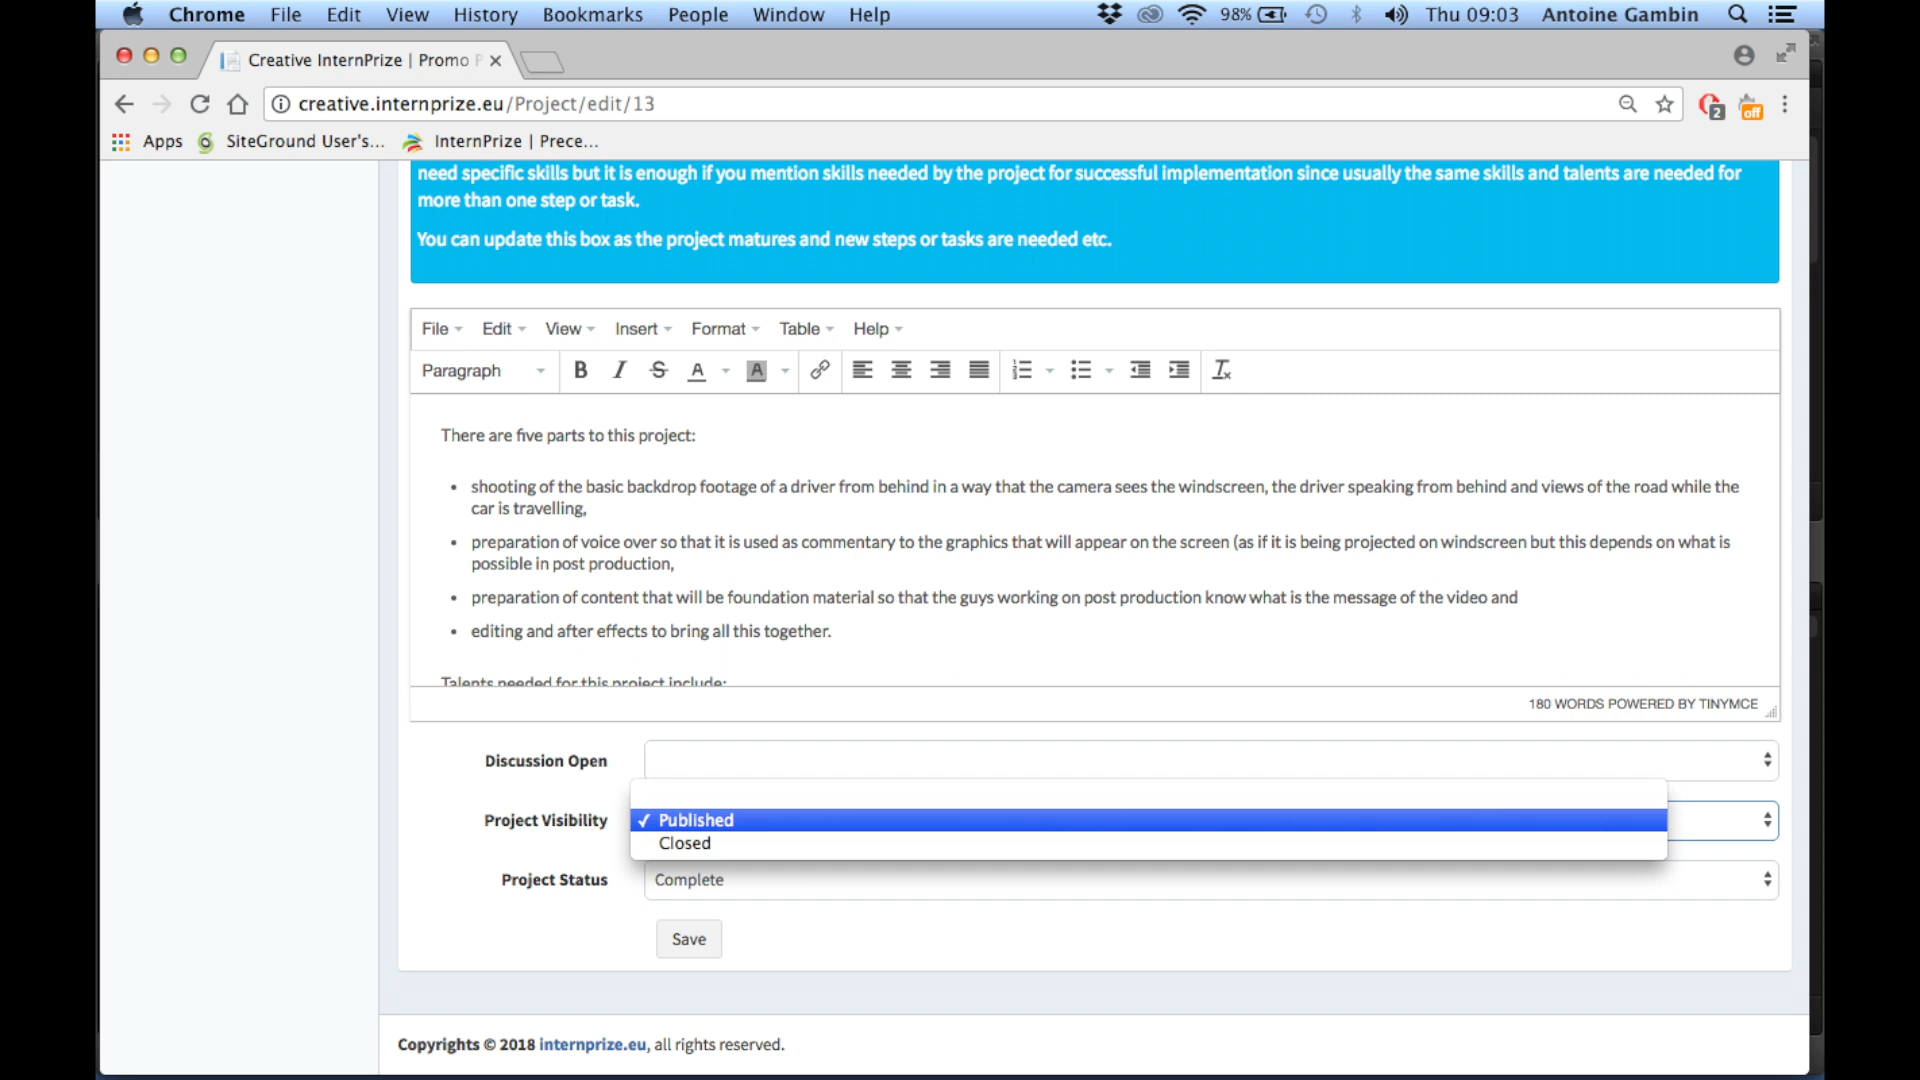 Chrome File Edit View History Bookmarks People Window Help 98% Thu 09:03 Antoine Gambin
Creative InternPrize | Promo P
creative.internprize.eu/Project/edit/13
2
off
Apps SiteGround User's... InternPrize | Prece...
need specific skills but it is enough if you mention skills needed by the project for successful implementation since usually the same skills and talents are needed for
more than one step or task.
You can update this box as the project matures and new steps or tasks are needed etc.
File Edit View Insert Format Table Help
Paragraph B I S A A
There are five parts to this project:
shooting of the basic backdrop footage of a driver from behind in a way that the camera sees the windscreen, the driver speaking from behind and views of the road while the
car is travelling,
preparation of voice over so that it is used as commentary to the graphics that will appear on the screen (as if it is being projected on windscreen but this depends on what is
possible in post production,
preparation of content that will be foundation material so that the guys working on post production know what is the message of the video and
editing and after effects to bring all this together.
Talents needed for this project include:
180 WORDS POWERED BY TINYMCE
Discussion Open
Project Visibility ✓ Published
Closed
Project Status Complete
Save
Copyrights © 2018 internprize.eu, all rights reserved.